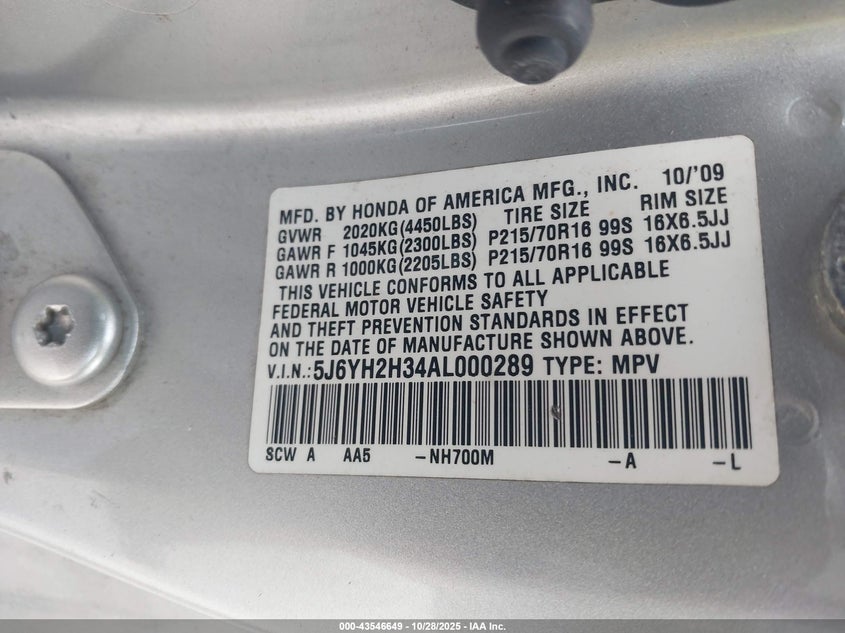 MFD. BY HONDA OF AMERICA MFG., INC. 10/'09
GVWR 2020KG(4450LBS) TIRE SIZE RIM SIZE
GAWR F 1045KG(2300LBS) P215/70R16 99S 16X6.5JJ
GAWR R 1000KG(2205LBS) P215/70R16 99S 16X6.5JJ
THIS VEHICLE CONFORMS TO ALL APPLICABLE
FEDERAL MOTOR VEHICLE SAFETY
AND THEFT PREVENTION STANDARDS IN EFFECT
ON THE DATE OF MANUFACTURE SHOWN ABOVE.
V.I.N.:5J6YH2H34AL000289 TYPE: MPV
SCW A AA5 -NH700M -A -L
000-43546649 - 10/28/2025 - IAA Inc.